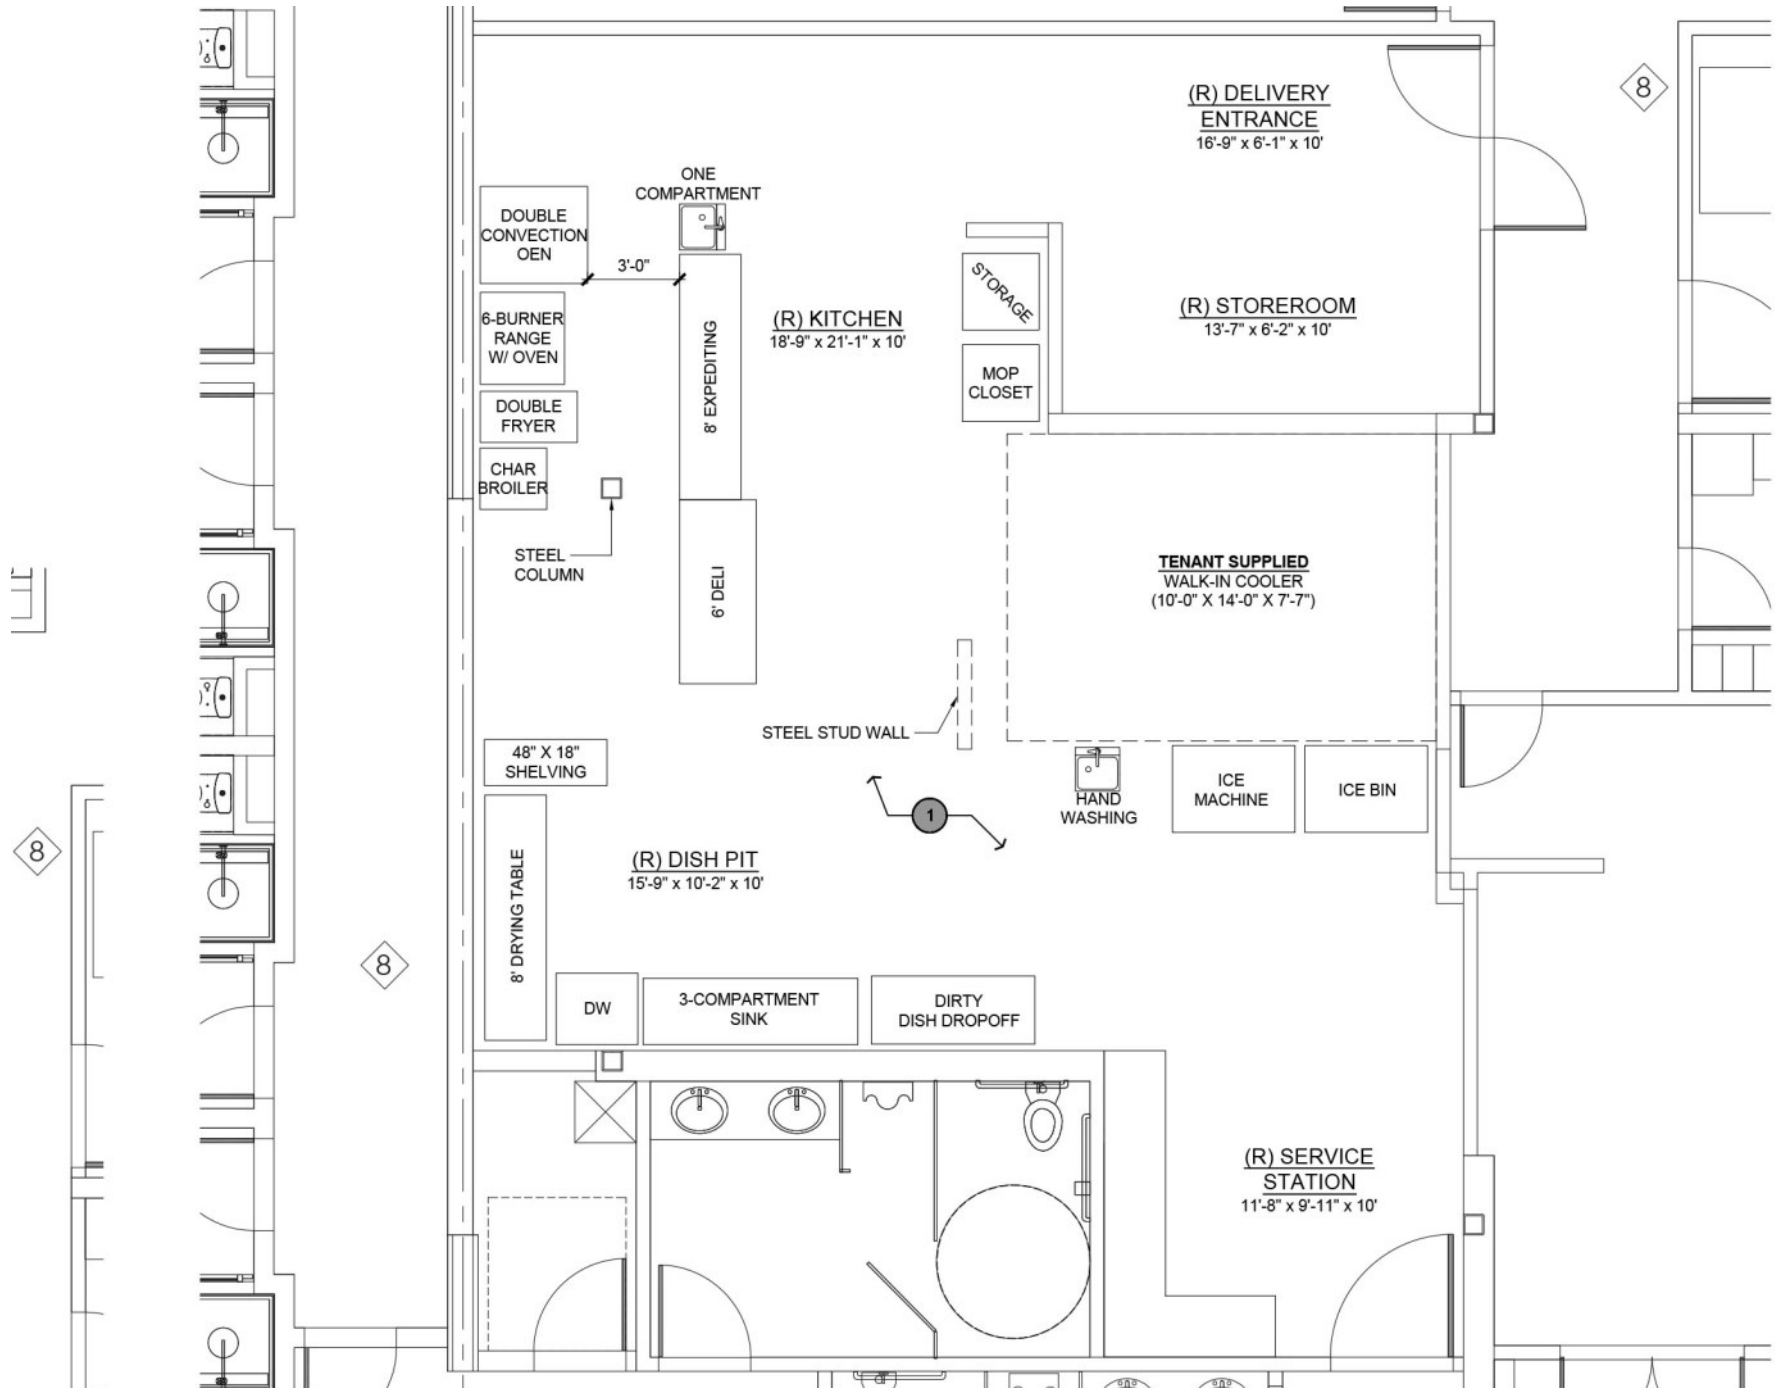 (R) DELIVERY
ENTRANCE
16'-9" x 6'-1" x 10'
8
ONE
COMPARTMENT
DOUBLE
CONVECTION
OEN
3'-0"
6-BURNER
RANGE
W/ OVEN
8' EXPEDITING
(R) KITCHEN
18'-9" x 21'-1" x 10'
STORAGE
(R) STOREROOM
13'-7" x 6'-2" x 10'
MOP
CLOSET
DOUBLE
FRYER
CHAR
BROILER
STEEL
COLUMN
6' DELI
TENANT SUPPLIED
WALK-IN COOLER
(10'-0" X 14'-0" X 7'-7")
STEEL STUD WALL
48" X 18"
SHELVING
HAND
WASHING
ICE
MACHINE
ICE BIN
1
8
(R) DISH PIT
15'-9" x 10'-2" x 10'
8' DRYING TABLE
8
DW
3-COMPARTMENT
SINK
DIRTY
DISH DROPOFF
(R) SERVICE
STATION
11'-8" x 9'-11" x 10'